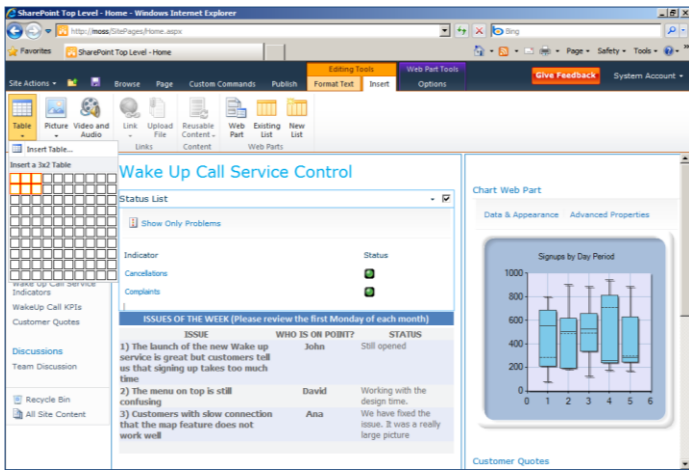 SharePoint Top Level - Home - Windows Internet Explorer
http://moss/SitePages/Home.aspx
Bing
Favorites
SharePoint Top Level - Home
Page
Safety
Tools
Editing Tools
Web Part Tools
Site Actions
Browse
Page
Custom Commands
Publish
Format Text
Insert
Options
Give Feedback
System Account
Table
Picture
Video and Audio
Link
Upload File
Reusable Content
Web Part
Existing List
New List
Links
Content
Web Parts
Insert Table...
Insert a 3x2 Table
Wake Up Call Service Indicators
WakeUp Call KPIs
Customer Quotes
Discussions
Team Discussion
Recycle Bin
All Site Content
Wake Up Call Service Control
Status List
Show Only Problems
Indicator
Status
Cancellations
Complaints
ISSUES OF THE WEEK (Please review the first Monday of each month)
ISSUE
WHO IS ON POINT?
STATUS
1) The launch of the new Wake up
service is great but customers tell
us that signing up takes too much
time
John
Still opened
2) The menu on top is still
confusing
David
Working with the
design time.
3) Customers with slow connection
that the map feature does not
work well
Ana
We have fixed the
issue. It was a really
large picture
Chart Web Part
Data & Appearance
Advanced Properties
Signups by Day Period
1000
800
600
400
200
0
0 1 2 3 4 5 6
Customer Quotes